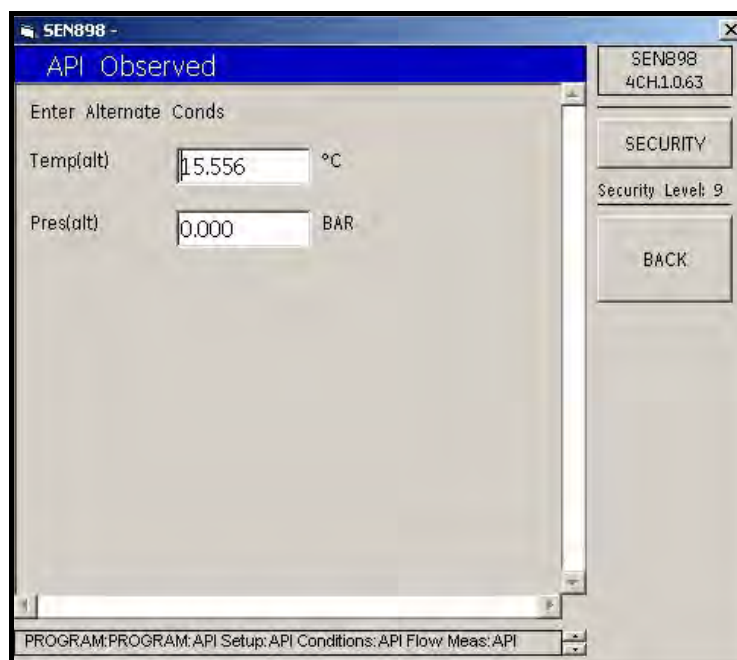 SEN898 -
API Observed
Enter Alternate Conds
Temp(alt) 15.556 °C
Pres(alt) 0.000 BAR
SEN898
4CH.1.0.63
SECURITY
Security Level: 9
BACK
PROGRAM:PROGRAM:API Setup:API Conditions:API Flow Meas:API